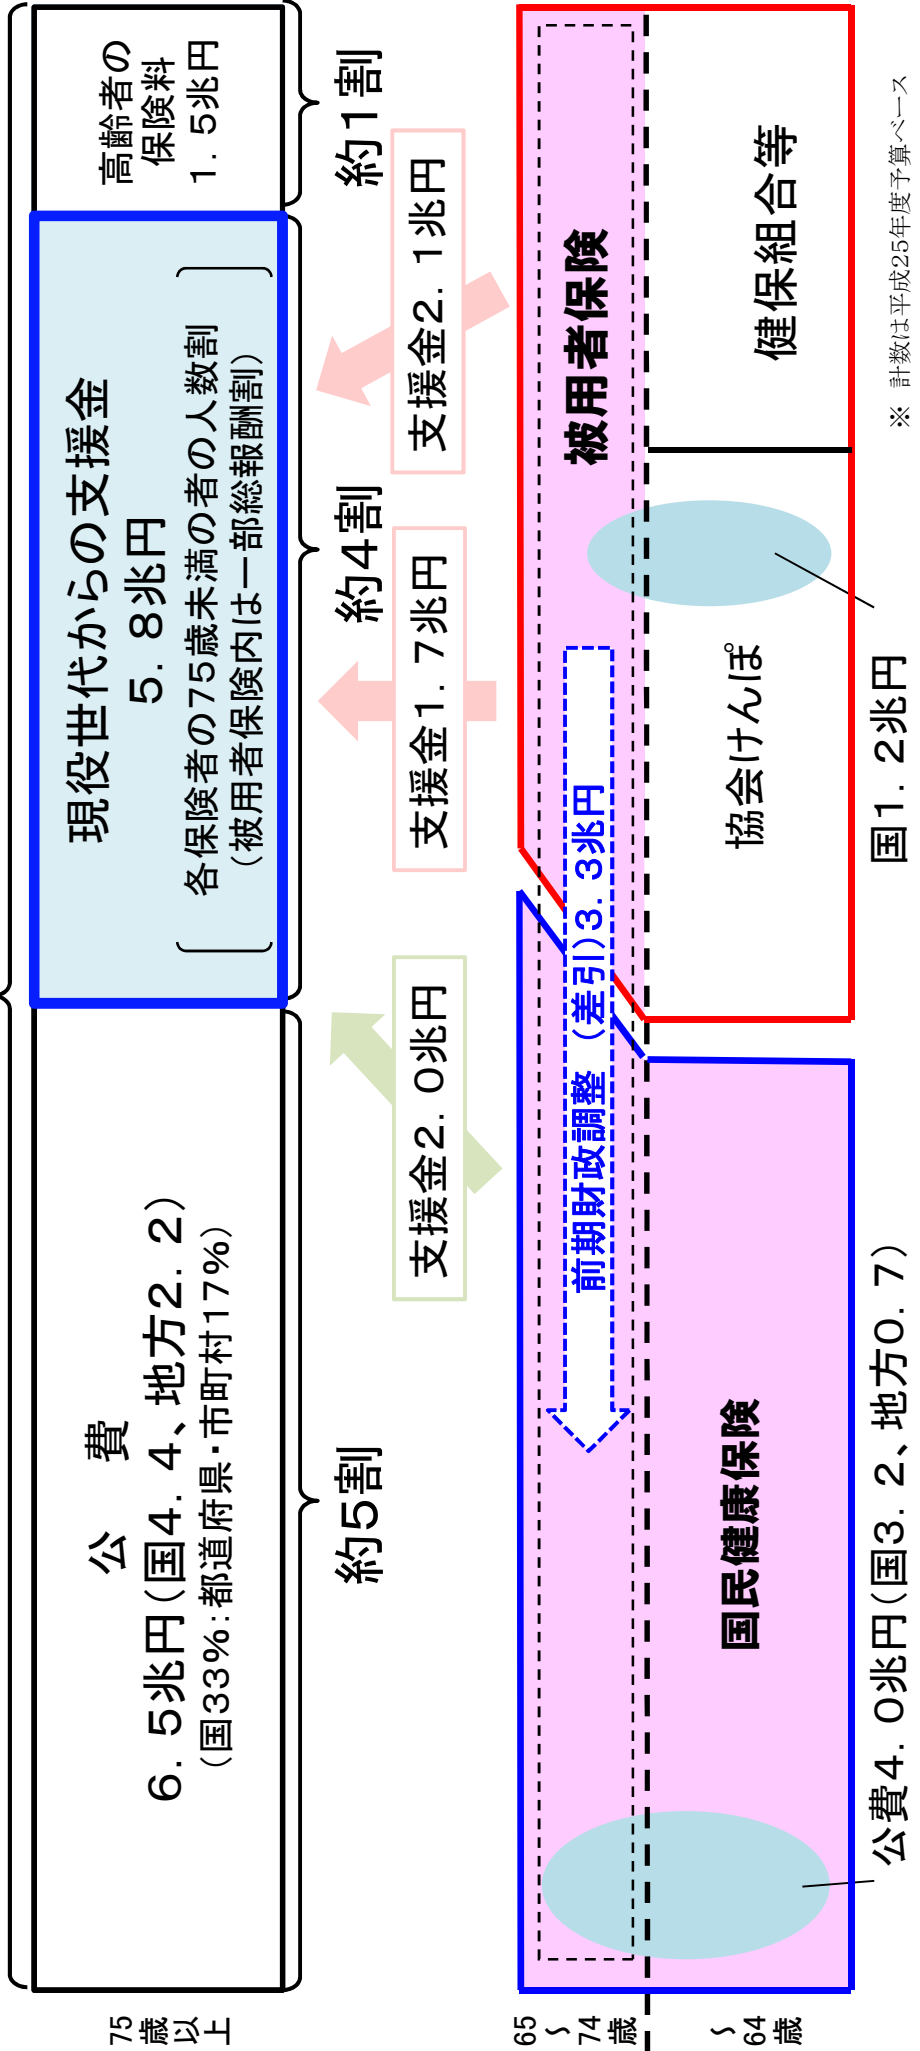 75
歳
以
上
公　費
６．５兆円（国４．４、地方２．２）
（国３３％：都道府県・市町村１７％）
現役世代からの支援金
５．８兆円
各保険者の７５歳未満の者の人数割
（被用者保険内は一部総報酬割）
高齢者の
保険料
１．５兆円
約５割
約４割
約１割
支援金２．０兆円
支援金１．７兆円
支援金２．１兆円
65
～
74
歳
前期財政調整（差引）３．３兆円
被用者保険
～
64
歳
国民健康保険
協会けんぽ
健保組合等
公費４．０兆円（国３．２、地方０．７）
国１．２兆円
※　計数は平成25年度予算ベース